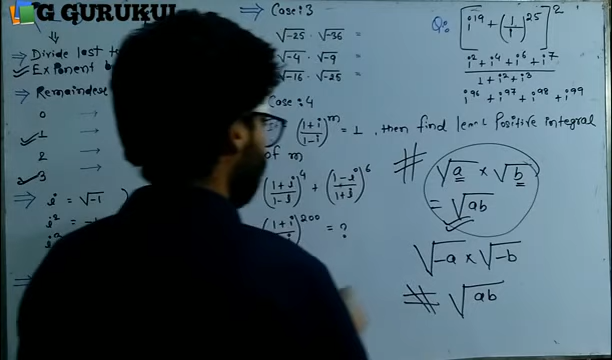 G GURUKUL
⇒ Divide last
Exponent
⇒ Remainder
0 →
1 →
2 →
3 →
⇒ i = √-1
i² =
⇒ Case: 3
√-25 · √-36 =
√-4 · √-9 =
√-16 · √-25 =
Case: 4
((1+i)/(1-i))^m = 1, then find least Positive integral
of m
((1+i)/(1-i))^4 + ((1-i)/(1+i))^6
(1+i)^200 = ?
Q: [i^19 + (1/i)^25]^2
(i² + i⁴ + i⁶ + i⁷)/(1 + i² + i³)
i^96 + i^97 + i^98 + i^99
# √a × √b
= √ab
√-a × √-b
≠ √ab